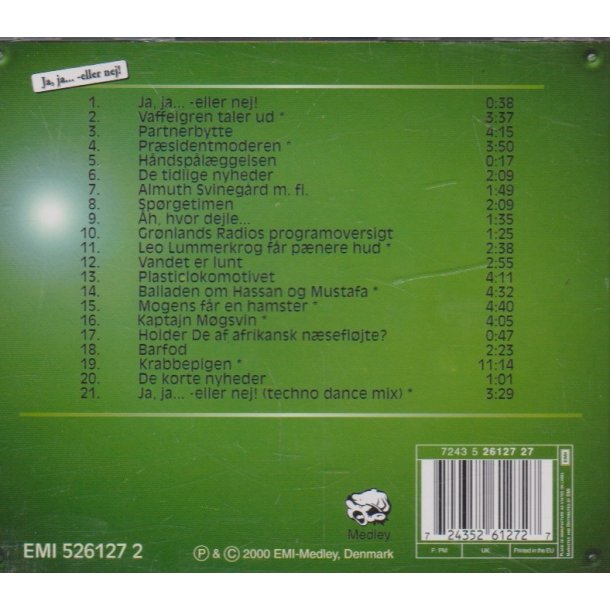 Ja, ja... -eller nej!
1. Ja, ja... -eller nej! 0:38
2. Vaffelgren taler ud * 3:37
3. Partnerbytte 4:15
4. Præsidentmoderen * 3:50
5. Håndspålæggelsen 0:17
6. De tidlige nyheder 2:09
7. Almuth Svinegård m. fl. 1:49
8. Spørgetimen 2:09
9. Åh, hvor dejle... 1:35
10. Grønlands Radios programoversigt 1:25
11. Leo Lummerkrog får pænere hud * 2:38
12. Vandet er lunt 2:55
13. Plasticlokomotivet 4:11
14. Balladen om Hassan og Mustafa * 4:32
15. Mogens får en hamster * 4:40
16. Kaptajn Møgsvin * 4:05
17. Holder De af afrikansk næsefløjte? 0:47
18. Barfod 2:23
19. Krabbepigen * 11:14
20. De korte nyheder 1:01
21. Ja, ja... -eller nej! (techno dance mix) * 3:29
7243 5 26127 27
EMI
7 24352 61272 7
F: PM UK Printed in the EU
Medley
EMI 526127 2
℗ & © 2000 EMI-Medley, Denmark